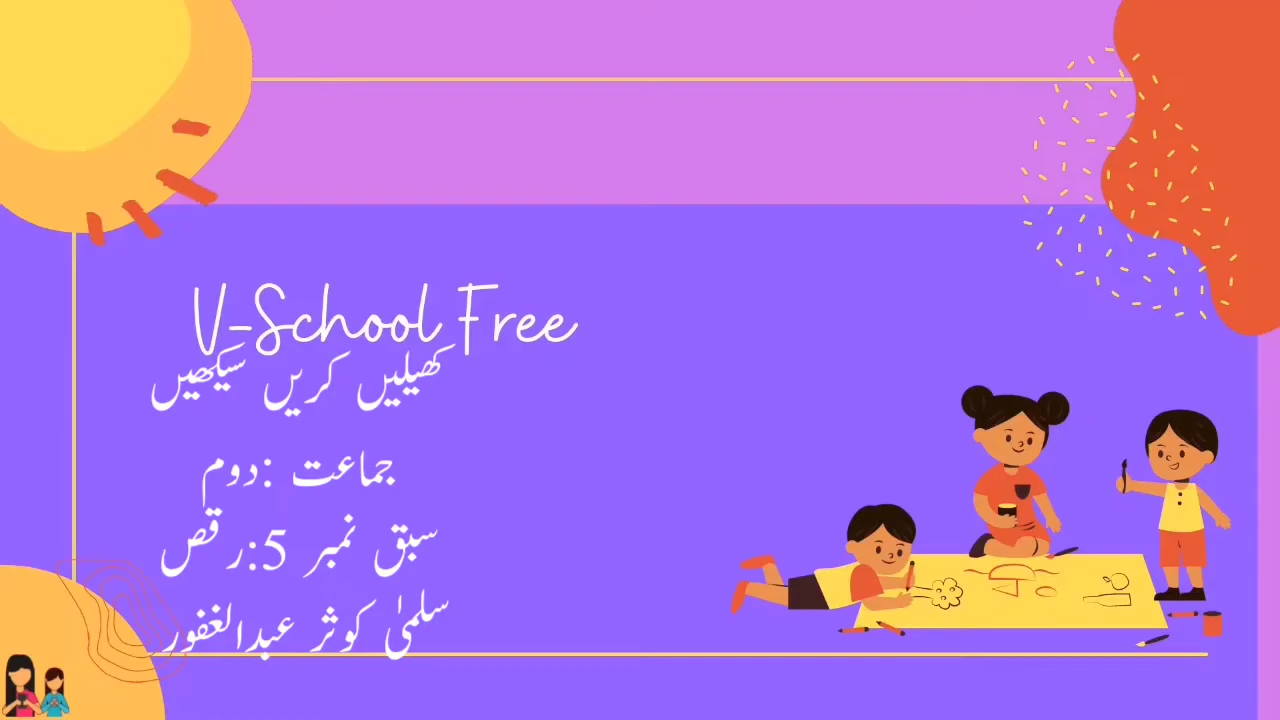 V-School Free
کھیلیں کریں سیکھیں
جماعت :دوم
سبق نمبر 5:رقص
سلمیٰ کوثر عبدالغفور